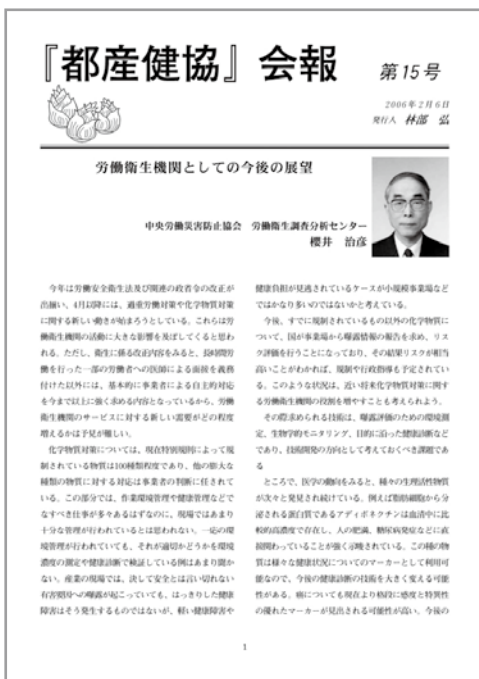 『都産健協』会報 第15号
2006年2月6日
発行人 林部 弘
労働衛生機関としての今後の展望
中央労働災害防止協会 労働衛生調査分析センター
櫻井 治彦
今年は労働安全衛生法及び関連の政省令の改正が
出揃い、4月以降には、過重労働対策や化学物質対策
に関する新しい動きが始まろうとしている。これらは労
働衛生機関の活動に大きな影響を及ぼしてくると思わ
れる。ただし、衛生に係る改正内容をみると、長時間労
働を行った一部の労働者への医師による面接を義務
付けた以外には、基本的に事業者による自主的対応
を今まで以上に強く求める内容となっているから、労働
衛生機関のサービスに対する新しい需要がどの程度
増えるかは予見が難しい。
化学物質対策については、現在特別規則によって規
制されている物質は100種類程度であり、他の膨大な
種類の物質に対する対応は事業者の判断に任されて
いる。この部分では、作業環境管理や健康管理などで
なすべき仕事が多々あるはずなのに、現場ではあまり
十分な管理が行われているとは思われない。一応の環
境管理が行われていても、それが適切かどうかを環境
濃度の測定や健康診断で検証している例はあまり聞か
ない。産業の現場では、決して安全とは言い切れない
有害要因への曝露が起こっていても、はっきりした健康
障害はそう発生するものではないが、軽い健康障害や
健康負担が見逃されているケースが小規模事業場など
ではかなり多いのではないかと考えている。
今後、すでに規制されているもの以外の化学物質に
ついて、国が事業場から曝露情報の報告を求め、リス
ク評価を行うことになっており、その結果リスクが相当
高いことがわかれば、規制や行政指導も予定されてい
る。このような状況は、近い将来化学物質対策に関す
る労働衛生機関の役割を増やすことも考えられよう。
その際求められる技術は、曝露評価のための環境測
定、生物学的モニタリング、目的に沿った健康診断など
であり、技術開発の方向として考えておくべき課題であ
る
ところで、医学の動向をみると、種々の生理活性物質
が次々と発見され続けている。例えば脂肪細胞から分
泌される蛋白質であるアディポネクチンは血清中に比
較的高濃度で存在し、人の肥満、糖尿病発症などに直
接関わっていることが強く示唆されている。この種の物
質は様々な健康状況についてのマーカーとして利用可
能なので、今後の健康診断の技術を大きく変える可能
性がある。癌についても現在より格段に感度と特異性
の優れたマーカーが見出される可能性が高い。今後の
1